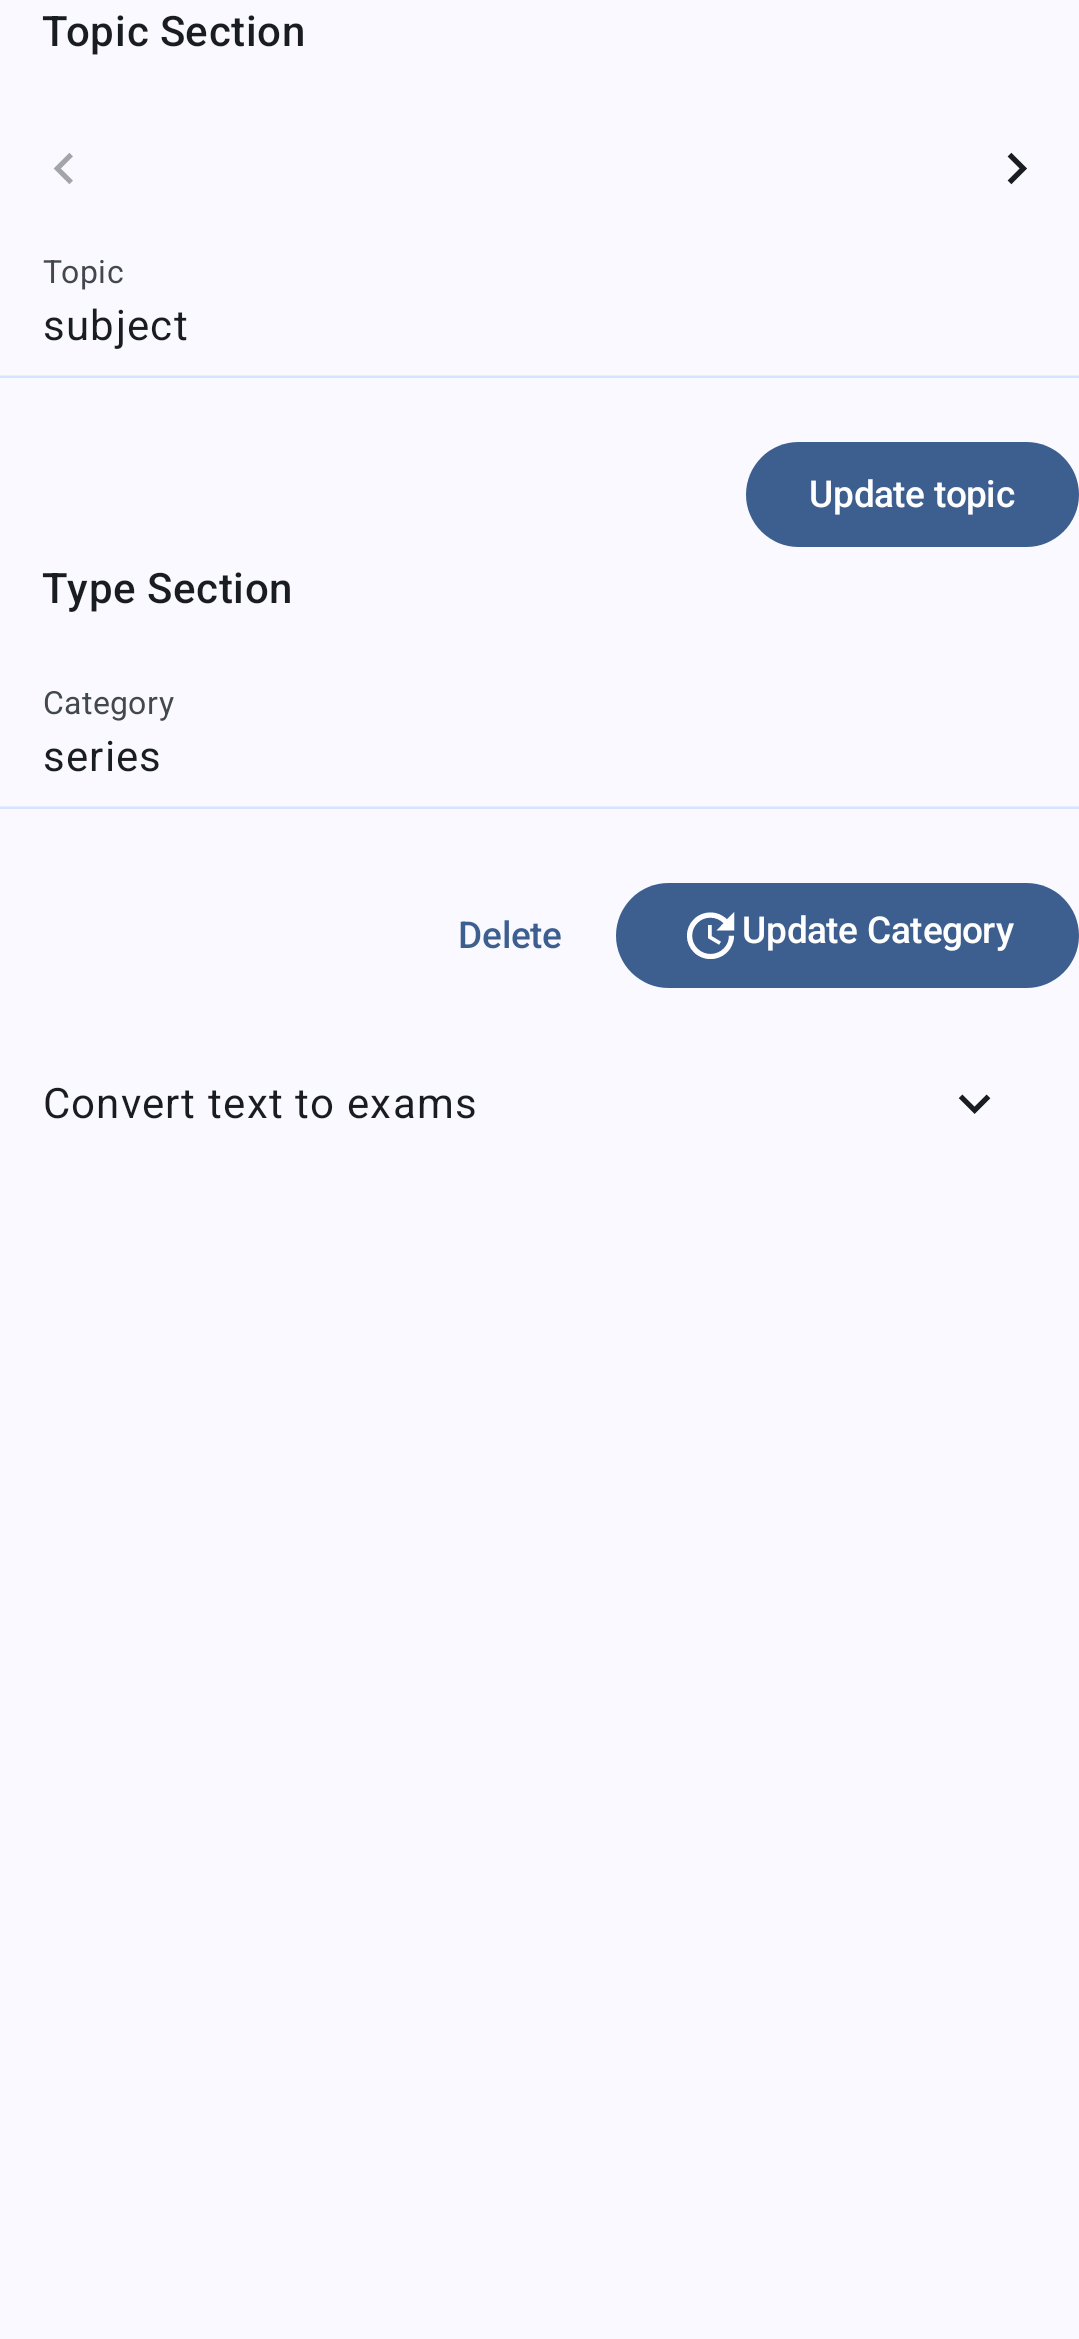 Topic Section
Topic
subject
Update topic
Type Section
Category
series
Delete
Update Category
Convert text to exams